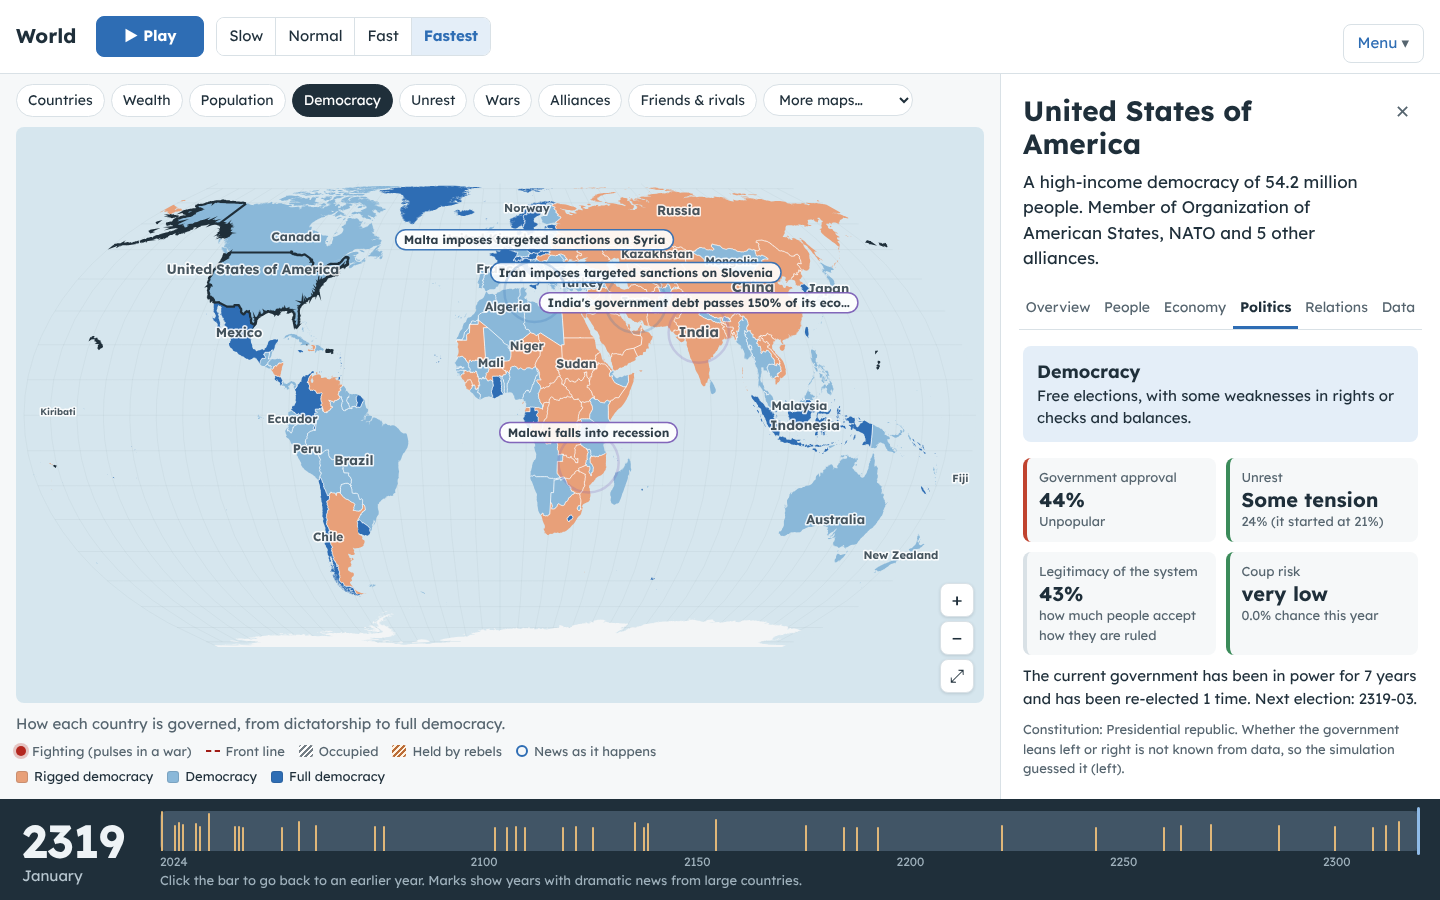 World
▶ Play
Slow
Normal
Fast
Fastest
Menu ▾
Countries
Wealth
Population
Democracy
Unrest
Wars
Alliances
Friends & rivals
More maps...
Norway
Russia
Canada
Malta imposes targeted sanctions on Syria
Kazakhstan
Mongolia
United States of America
Fr
Iran imposes targeted sanctions on Slovenia
Turkey
China
Japan
Algeria
India's government debt passes 150% of its eco...
Mexico
India
Niger
Mali
Sudan
Kiribati
Malaysia
Ecuador
Indonesia
Malawi falls into recession
Peru
Brazil
Fiji
Australia
Chile
New Zealand
+
−
How each country is governed, from dictatorship to full democracy.
Fighting (pulses in a war)
Front line
Occupied
Held by rebels
News as it happens
Rigged democracy
Democracy
Full democracy
United States of
America
×
A high-income democracy of 54.2 million
people. Member of Organization of
American States, NATO and 5 other
alliances.
Overview
People
Economy
Politics
Relations
Data
Democracy
Free elections, with some weaknesses in rights or
checks and balances.
Government approval
44%
Unpopular
Unrest
Some tension
24% (it started at 21%)
Legitimacy of the system
43%
how much people accept
how they are ruled
Coup risk
very low
0.0% chance this year
The current government has been in power for 7 years
and has been re-elected 1 time. Next election: 2319-03.
Constitution: Presidential republic. Whether the government
leans left or right is not known from data, so the simulation
guessed it (left).
2319
January
2024
2100
2150
2200
2250
2300
Click the bar to go back to an earlier year. Marks show years with dramatic news from large countries.